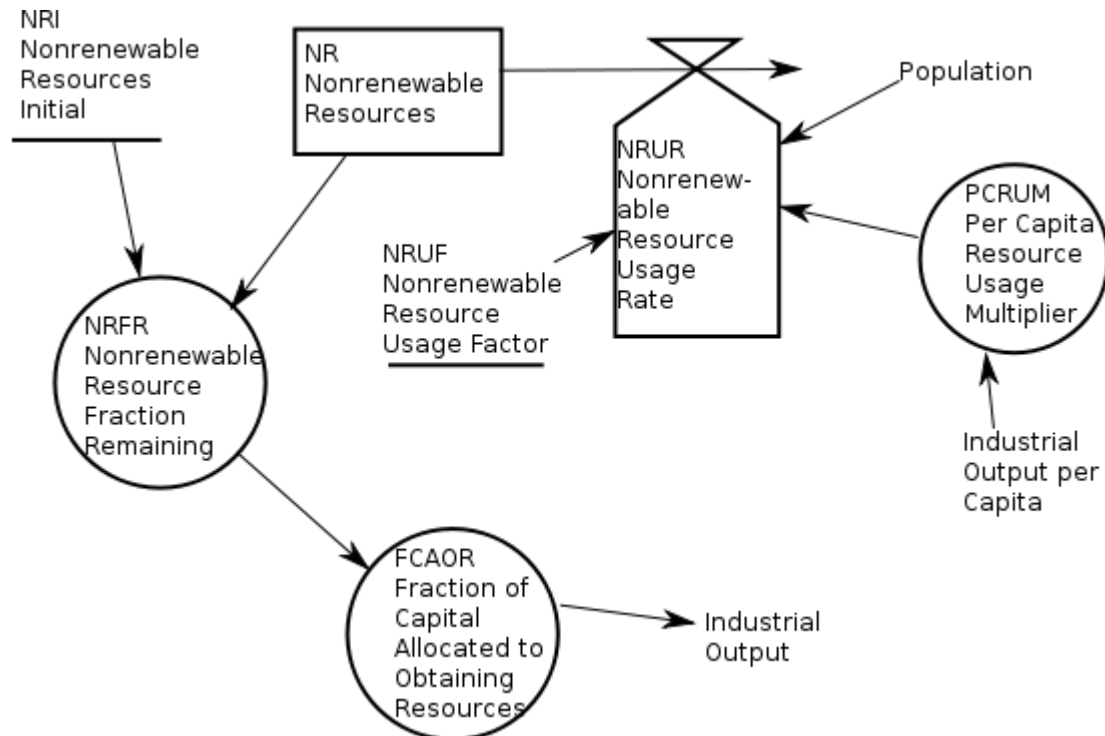 NRI
Nonrenewable
Resources
Initial
NR
Nonrenewable
Resources
Population
NRUR
Nonrenew-
able
Resource
Usage
Rate
PCRUM
Per Capita
Resource
Usage
Multiplier
NRUF
Nonrenewable
Resource
Usage Factor
NRFR
Nonrenewable
Resource
Fraction
Remaining
Industrial
Output per
Capita
FCAOR
Fraction of
Capital
Allocated to
Obtaining
Resources
Industrial
Output